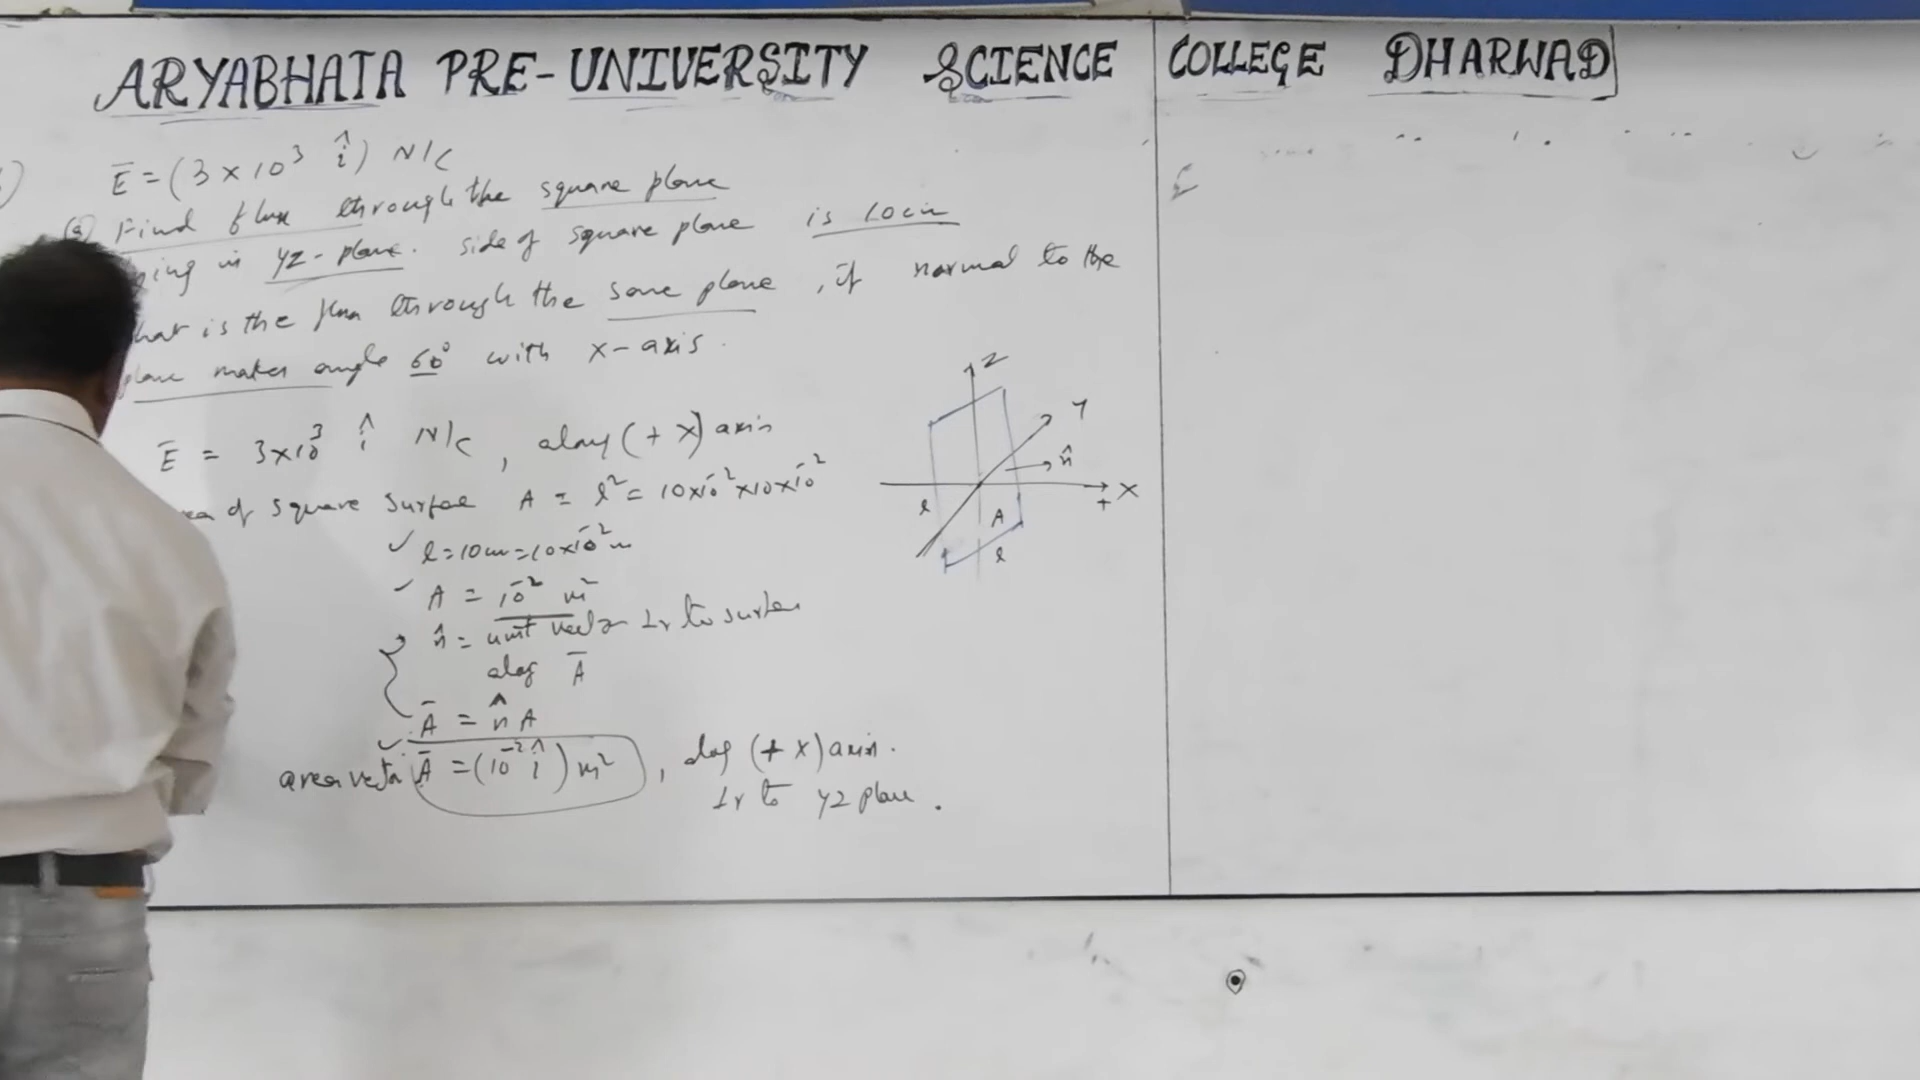 ARYABHATA PRE-UNIVERSITY SCIENCE COLLEGE DHARWAD
E̅ = (3 × 10³ î) N/C
(a) Find flux through the square plane
in yz-plane. side of square plane is 10cm
is the flux through the same plane, if normal to the
plane makes angle 60° with x-axis.
E̅ = 3×10³ î N/C, along (+x) axis
of square surface A = l² = 10×10⁻²×10×10⁻²
✓ l=10cm=10×10⁻² m
✓ A = 10⁻² m²
n̂ = unit vector ⊥r to surface
along A̅
A̅ = n̂ A
✓ area vector A̅ = (10⁻² î) m², along (+x) axis.
⊥r to yz plane.
Z
Y
n̂
X
+
l
A
l
E